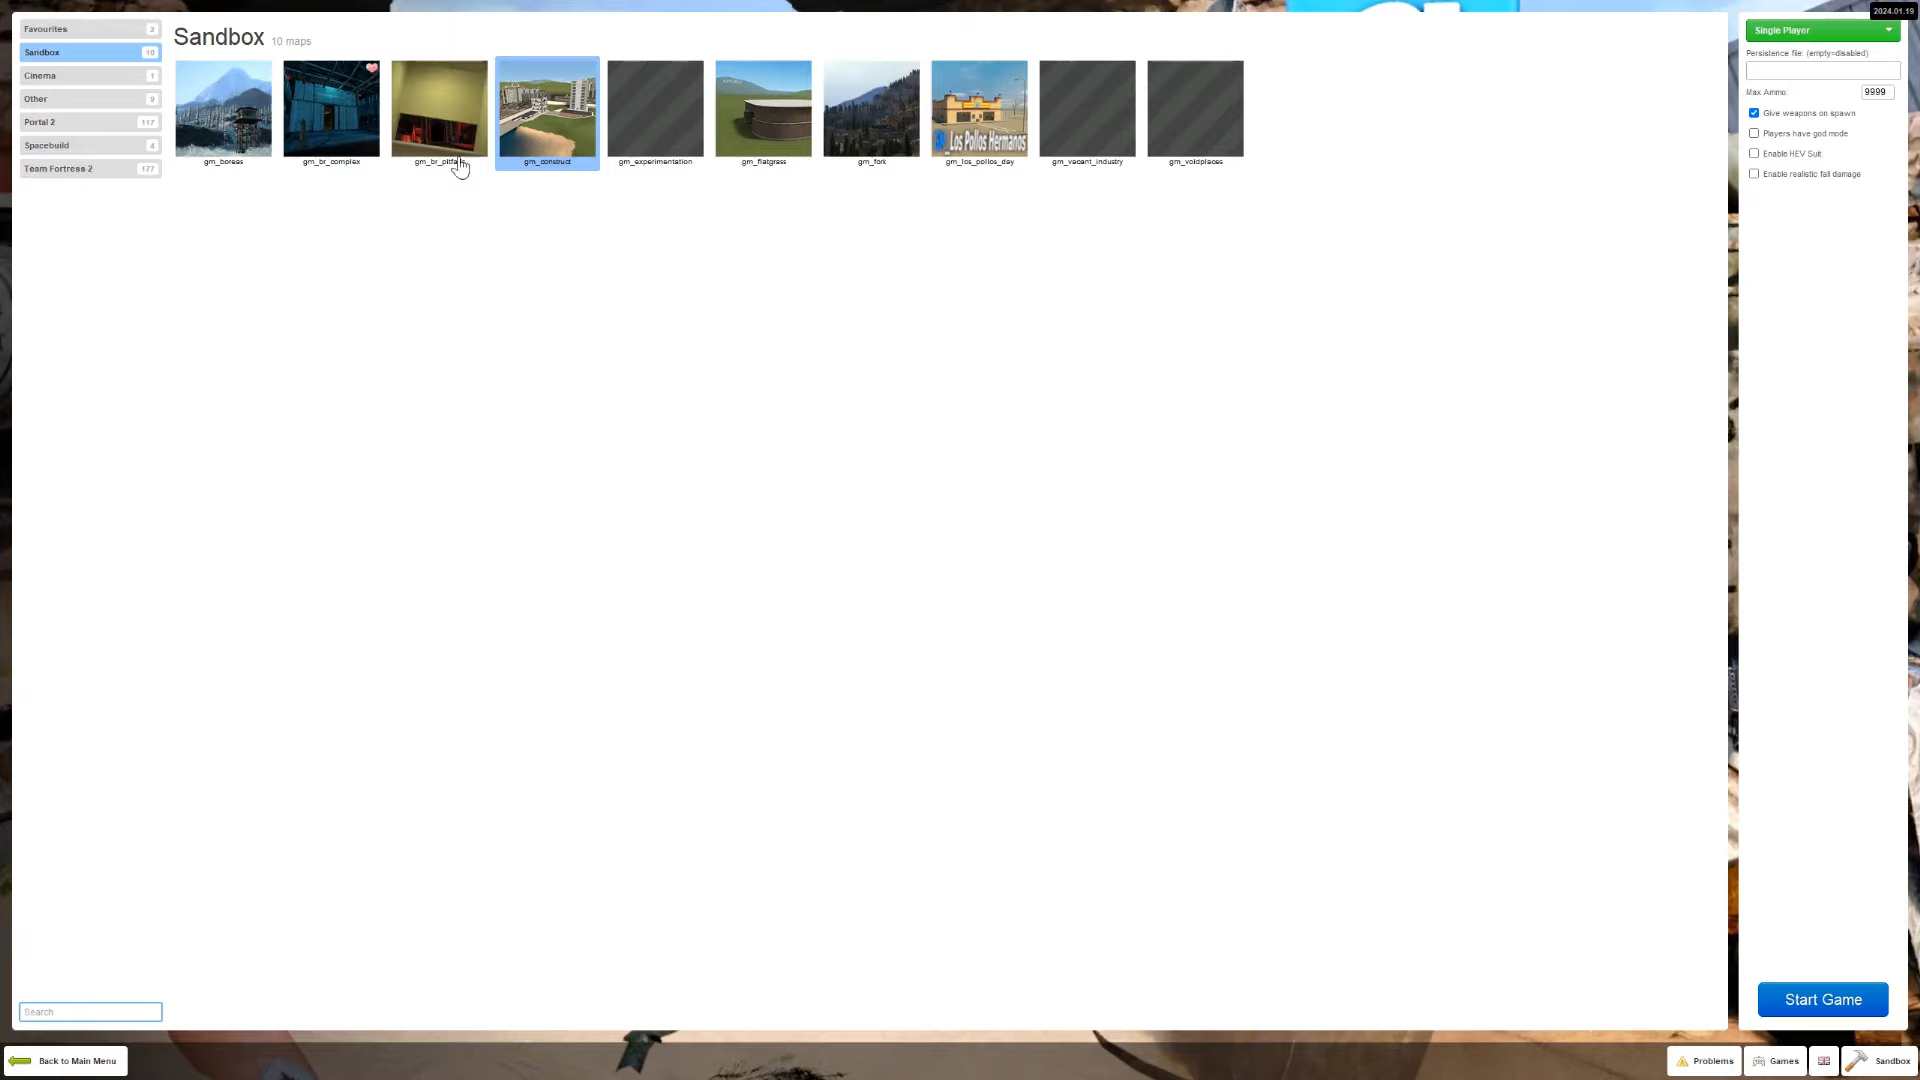 2024.01.19
Favourites 2
Sandbox 10
Cinema 1
Other 9
Portal 2 117
Spacebuild 4
Team Fortress 2 177
Sandbox 10 maps
gm_boreas
gm_br_complex
gm_construct
gm_experimentation
gm_flatgrass
gm_fork
Los Pollos Hermanos
gm_los_pollos_day
gm_vacant_industry
gm_voidplaces
Single Player
Persistence file: (empty=disabled)
Max Ammo: 9999
Give weapons on spawn
Players have god mode
Enable HEV Suit
Enable realistic fall damage
Start Game
Search
Back to Main Menu
Problems
Games
Sandbox